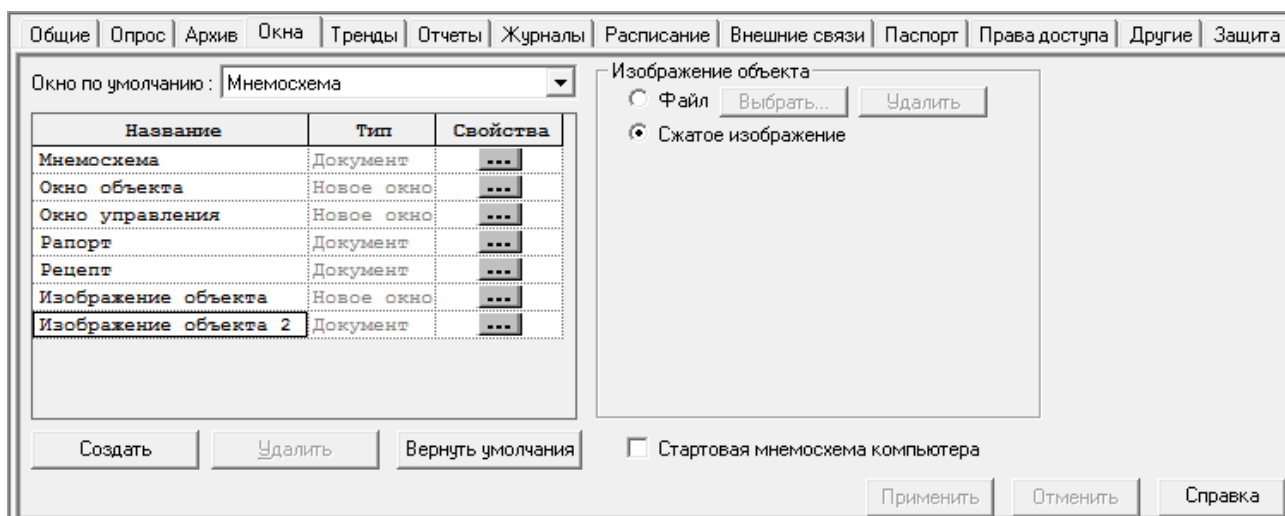 Общие Опрос Архив Окна Тренды Отчеты Журналы Расписание Внешние связи Паспорт Права доступа Другие Защита
Окно по умолчанию : Мнемосхема
Изображение объекта
Файл Выбрать... Удалить
Сжатое изображение
Название Тип Свойства
Мнемосхема Документ ...
Окно объекта Новое окно ...
Окно управления Новое окно ...
Рапорт Документ ...
Рецепт Документ ...
Изображение объекта Новое окно ...
Изображение объекта 2 Документ ...
Создать Удалить Вернуть умолчания
Стартовая мнемосхема компьютера
Применить Отменить Справка